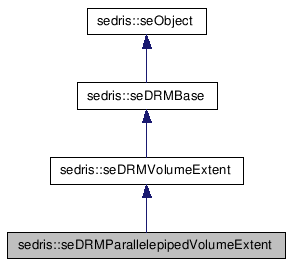 sedris::seObject
sedris::seDRMBase
sedris::seDRMVolumeExtent
sedris::seDRMParallelepipedVolumeExtent